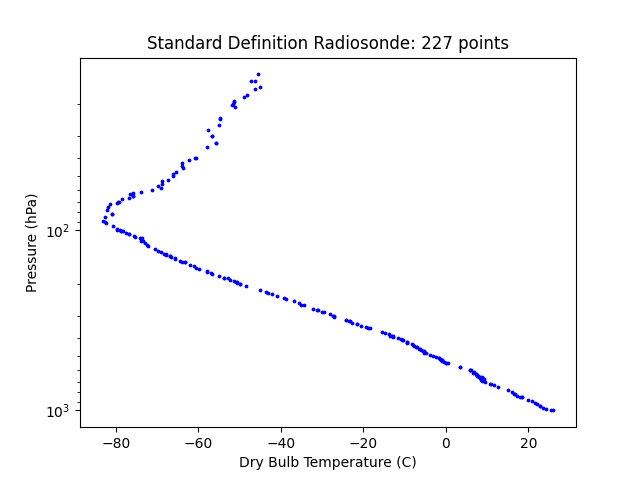 Standard Definition Radiosonde: 227 points
Pressure (hPa)
10²
10³
−80 −60 −40 −20 0 20
Dry Bulb Temperature (C)